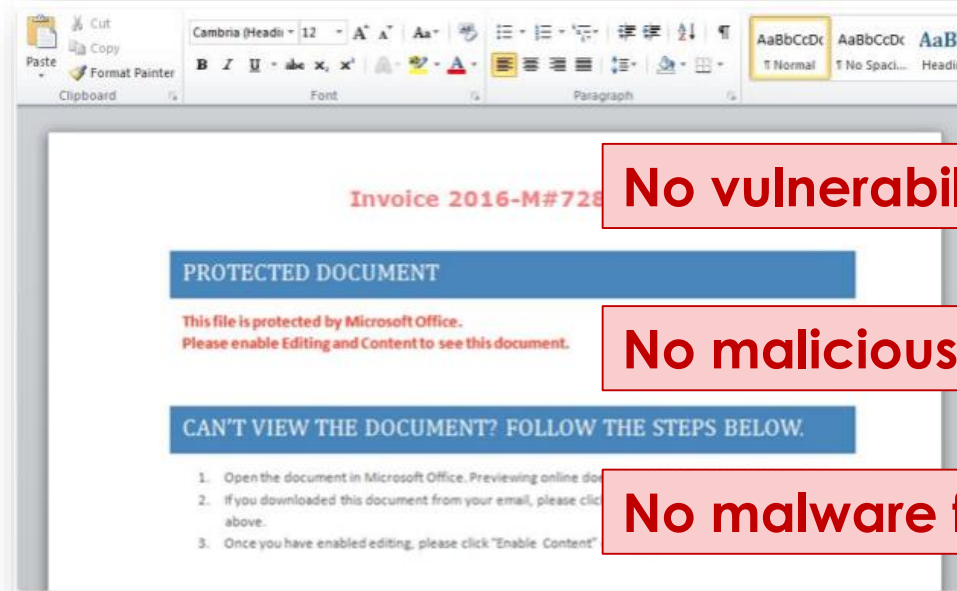 Cut
Copy
Paste
Format Painter
Clipboard
Cambria (Headin
12
Aa
B I U abc x, x²
A
Font
Paragraph
AaBbCcDc AaBbCcDc AaB
¶ Normal ¶ No Spaci... Headi
Invoice 2016-M#728
No vulnerabil
PROTECTED DOCUMENT
This file is protected by Microsoft Office.
Please enable Editing and Content to see this document.
No malicious
CAN'T VIEW THE DOCUMENT? FOLLOW THE STEPS BELOW.
1. Open the document in Microsoft Office. Previewing online
2. If you downloaded this document from your email, please
above.
3. Once you have enabled editing, please click "Enable Content"
No malware